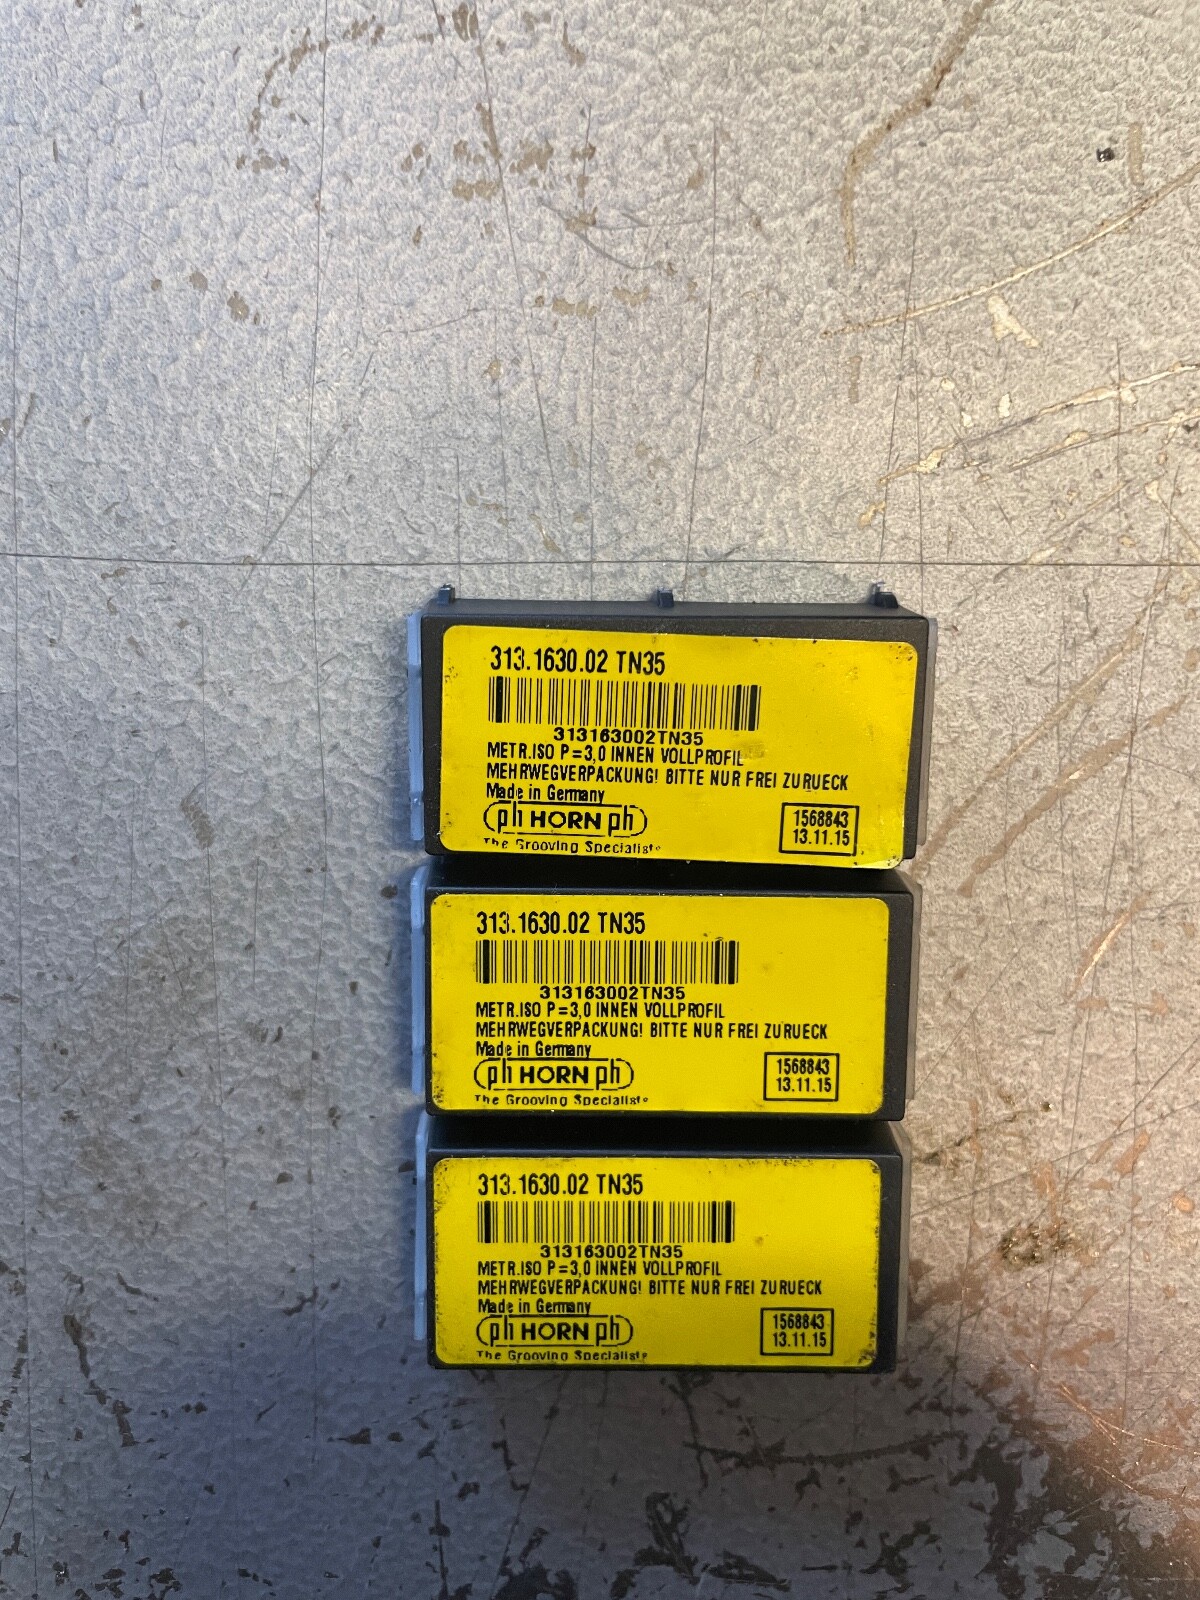 313.1630.02 TN35
313163002TN35
METR.ISO P=3,0 INNEN VOLLPROFIL
MEHRWEGVERPACKUNG! BITTE NUR FREI ZURUECK
Made in Germany
ph HORN ph
The Grooving Specialists
1568843
13.11.15
313.1630.02 TN35
313163002TN35
METR.ISO P=3,0 INNEN VOLLPROFIL
MEHRWEGVERPACKUNG! BITTE NUR FREI ZURUECK
Made in Germany
ph HORN ph
The Grooving Specialists
1568843
13.11.15
313.1630.02 TN35
313163002TN35
METR.ISO P=3,0 INNEN VOLLPROFIL
MEHRWEGVERPACKUNG! BITTE NUR FREI ZURUECK
Made in Germany
ph HORN ph
The Grooving Specialists
1568843
13.11.15